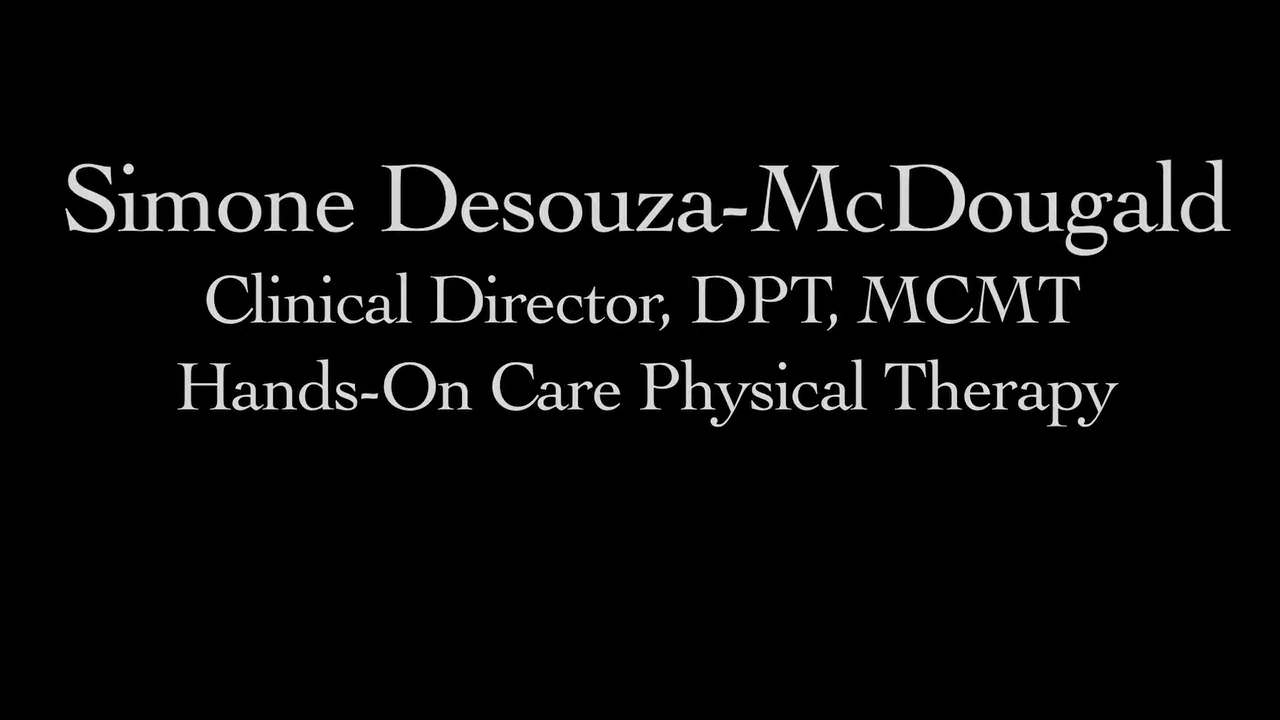 Simone Desouza-McDougald
Clinical Director, DPT, MCMT
Hands-On Care Physical Therapy